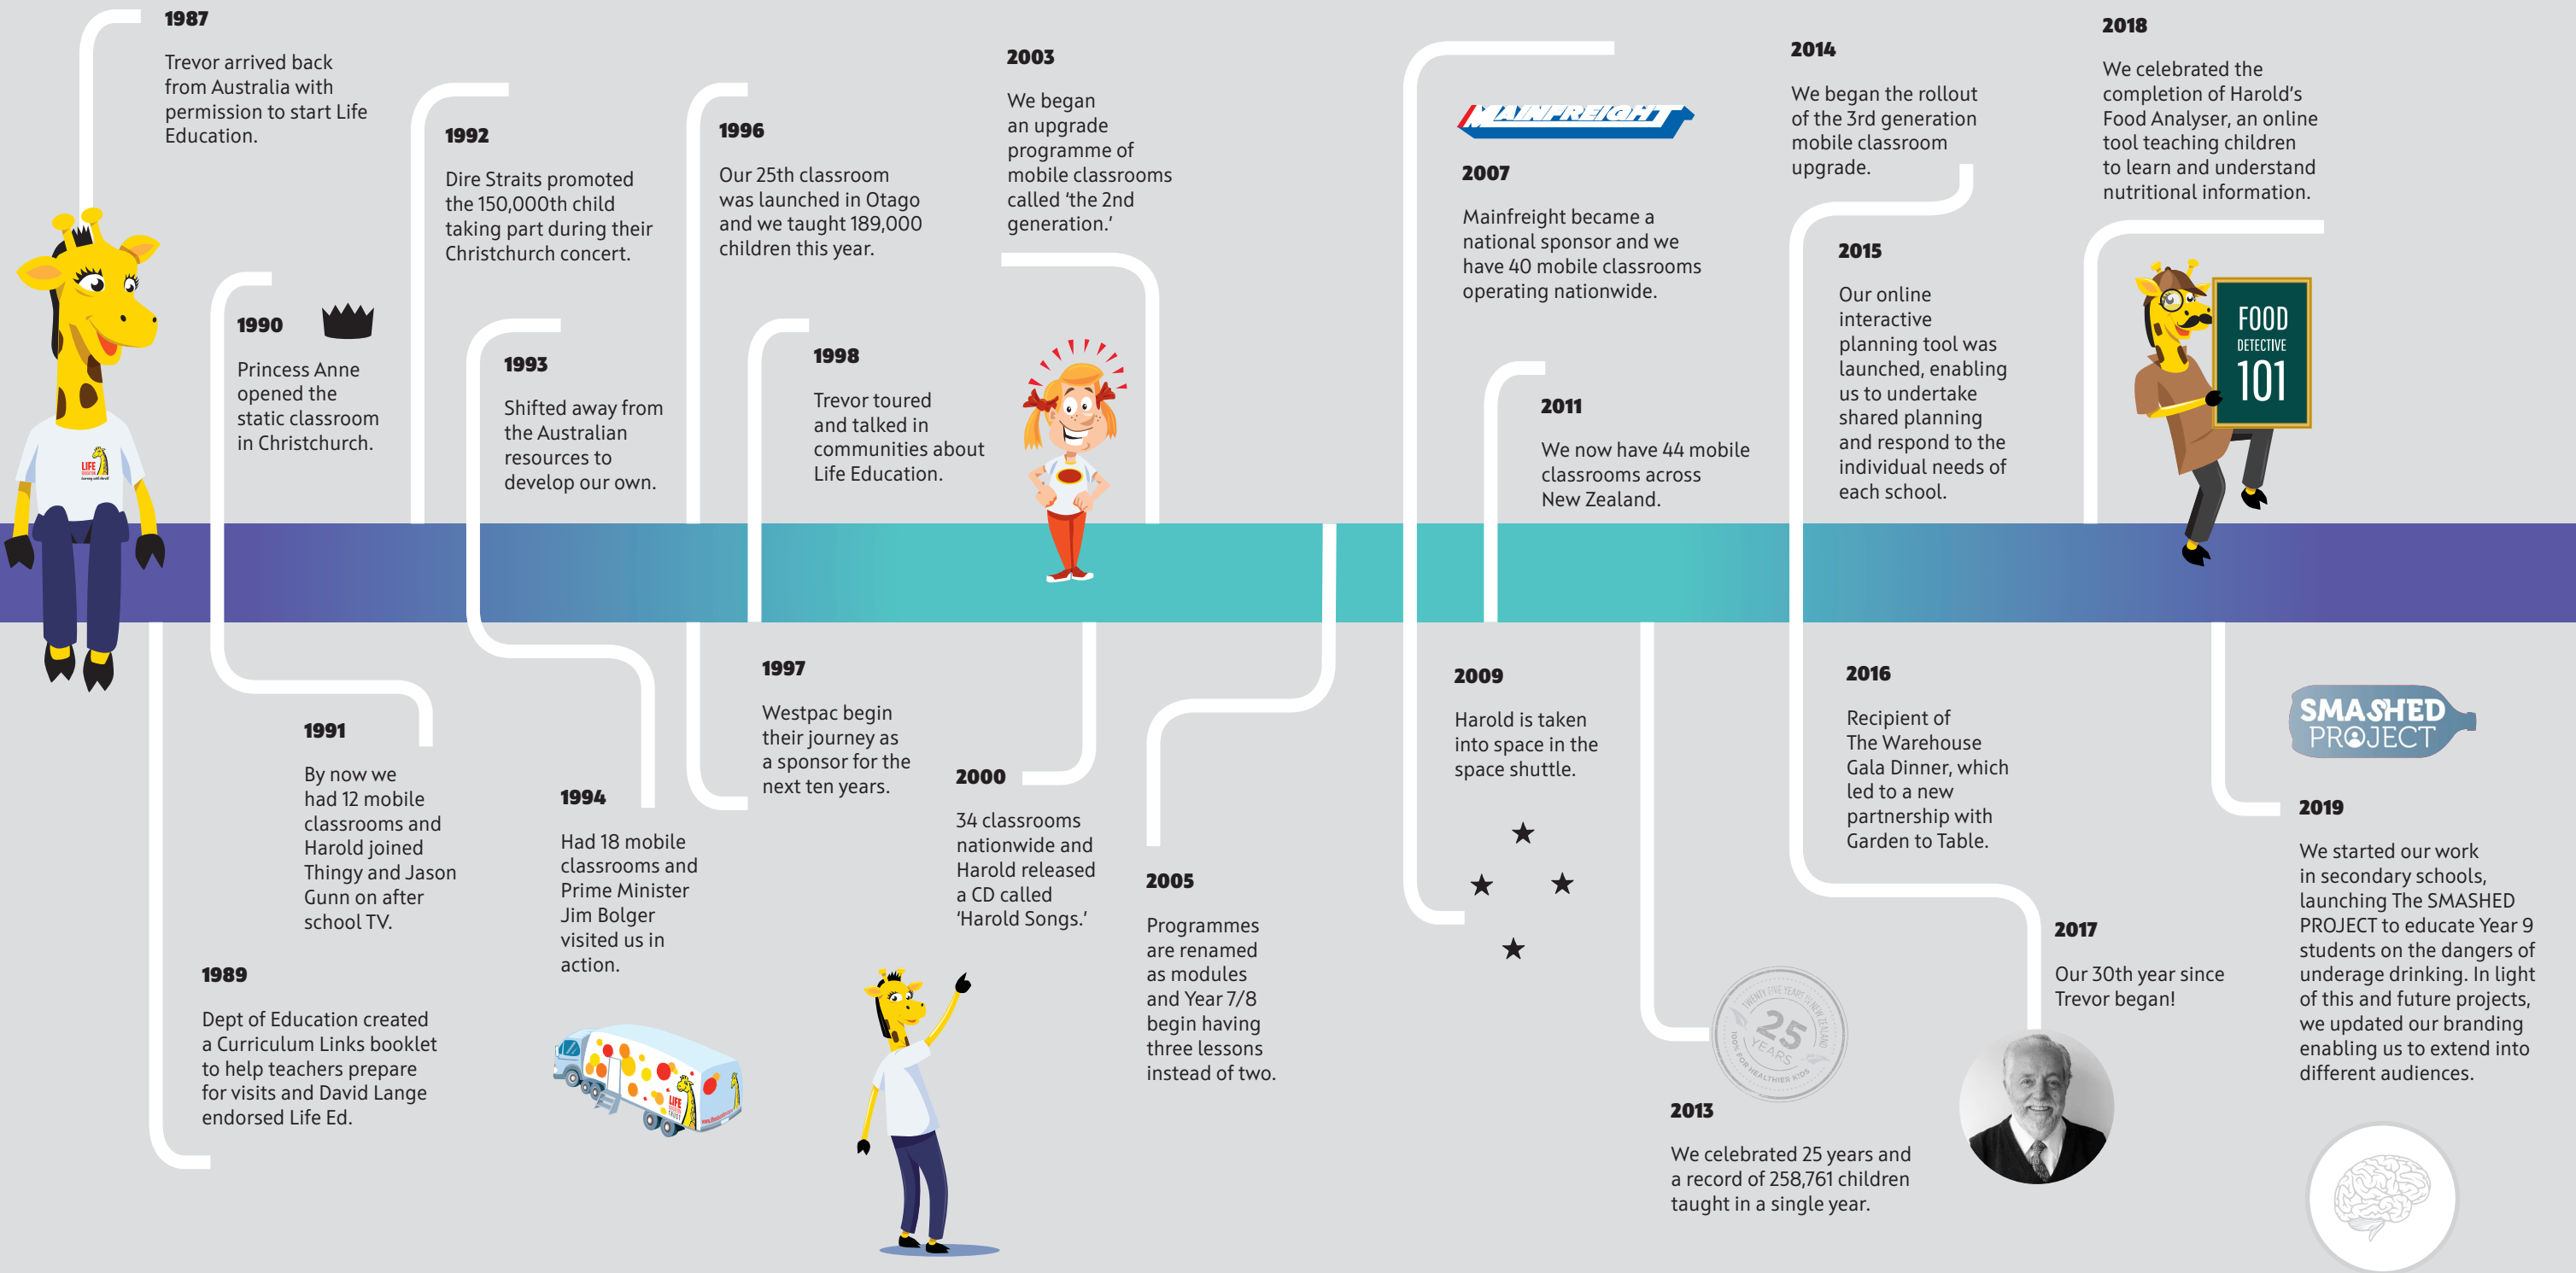 1987
Trevor arrived back
from Australia with
permission to start Life
Education.
LIFE
1989
Dept of Education created
a Curriculum Links booklet
to help teachers prepare
for visits and David Lange
endorsed Life Ed.
1990
Princess Anne
opened the
static classroom
in Christchurch.
1991
By now we
had 12 mobile
classrooms and
Harold joined
Thingy and Jason
Gunn on after
school TV.
1992
Dire Straits promoted
the 150,000th child
taking part during their
Christchurch concert.
1993
Shifted away from
the Australian
resources to
develop our own.
1994
Had 18 mobile
classrooms and
Prime Minister
Jim Bolger
visited us in
action.
LIFE
TRUST
1996
Our 25th classroom
was launched in Otago
and we taught 189,000
children this year.
1997
Westpac begin
their journey as
a sponsor for the
next ten years.
1998
Trevor toured
and talked in
communities about
Life Education.
2000
34 classrooms
nationwide and
Harold released
a CD called
'Harold Songs.'
2003
We began
an upgrade
programme of
mobile classrooms
called ‘the 2nd
generation.’
2005
Programmes
are renamed
as modules
and Year 7/8
begin having
three lessons
instead of two.
MAINFREIGHT
2007
Mainfreight became a
national sponsor and we
have 40 mobile classrooms
operating nationwide.
2009
Harold is taken
into space in the
space shuttle.
2011
We now have 44 mobile
classrooms across
New Zealand.
TWENTY FIVE YEARS IN NEW ZEALAND
25
YEARS
100% FOR HEALTHIER KIDS
2013
We celebrated 25 years and
a record of 258,761 children
taught in a single year.
2014
We began the rollout
of the 3rd generation
mobile classroom
upgrade.
2015
Our online
interactive
planning tool was
launched, enabling
us to undertake
shared planning
and respond to the
individual needs of
each school.
2016
Recipient of
The Warehouse
Gala Dinner, which
led to a new
partnership with
Garden to Table.
2017
Our 30th year since
Trevor began!
2018
We celebrated the
completion of Harold’s
Food Analyser, an online
tool teaching children
to learn and understand
nutritional information.
FOOD
DETECTIVE
101
SMASHED
PROJECT
2019
We started our work
in secondary schools,
launching The SMASHED
PROJECT to educate Year 9
students on the dangers of
underage drinking. In light
of this and future projects,
we updated our branding
enabling us to extend into
different audiences.